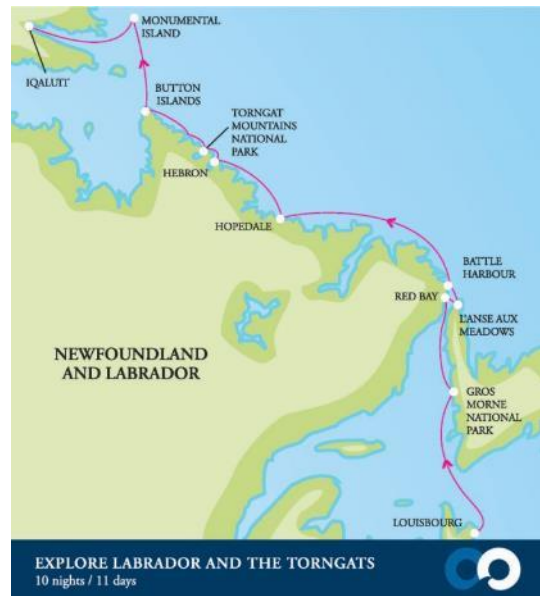 MONUMENTAL
ISLAND
IQALUIT
BUTTON
ISLANDS
TORNGAT
MOUNTAINS
NATIONAL
PARK
HEBRON
HOPEDALE
BATTLE
HARBOUR
RED BAY
L'ANSE AUX
MEADOWS
NEWFOUNDLAND
AND LABRADOR
GROS
MORNE
NATIONAL
PARK
LOUISBOURG
EXPLORE LABRADOR AND THE TORNGATS
10 nights / 11 days